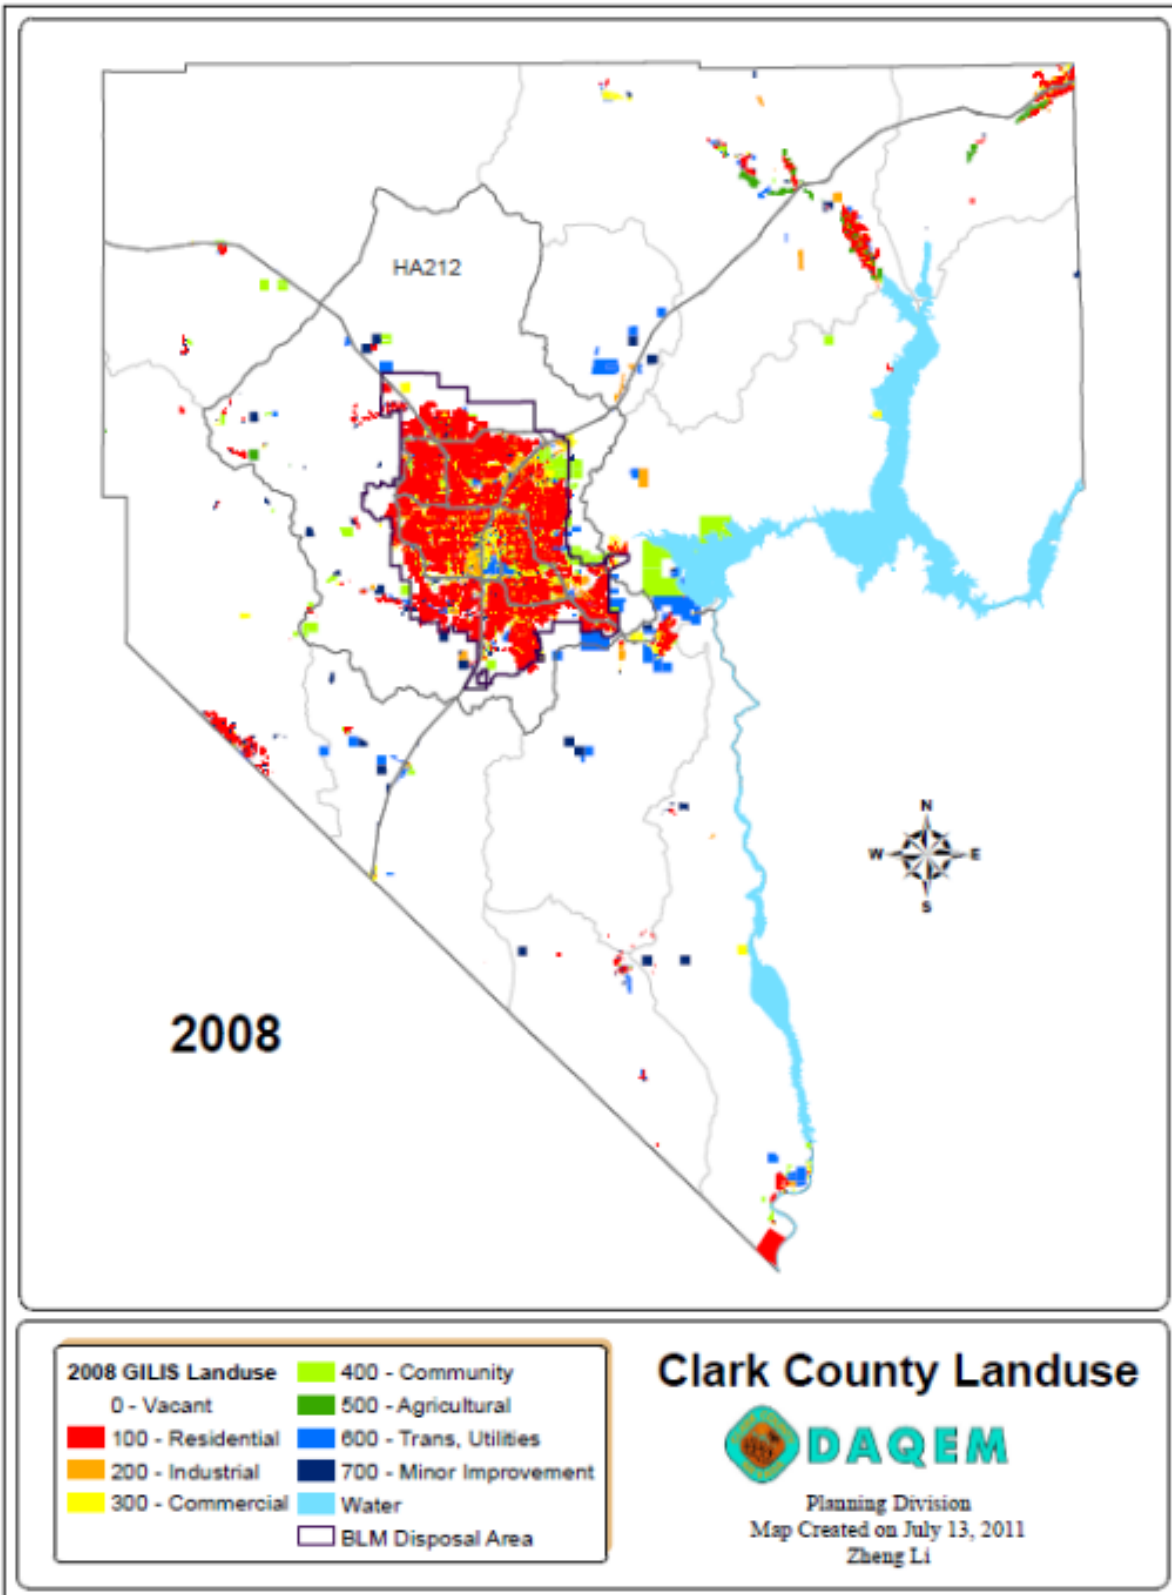 HA212
N
W E
S
2008
2008 GILIS Landuse
0 - Vacant
100 - Residential
200 - Industrial
300 - Commercial
400 - Community
500 - Agricultural
600 - Trans, Utilities
700 - Minor Improvement
Water
BLM Disposal Area
Clark County Landuse
DAQEM
Planning Division
Map Created on July 13, 2011
Zheng Li